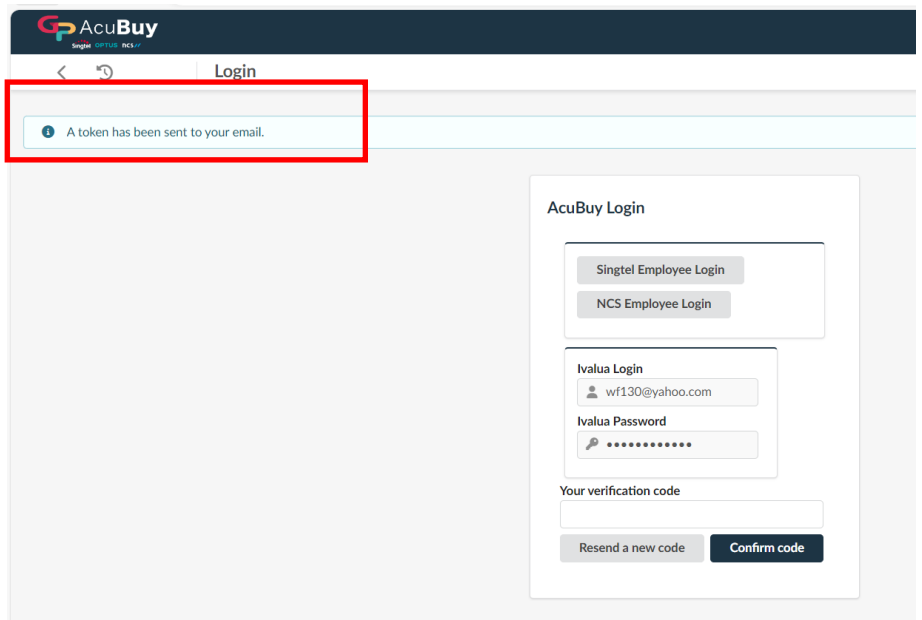 GP AcuBuy
Singtel OPTUS ncs//
Login
A token has been sent to your email.
AcuBuy Login
Singtel Employee Login
NCS Employee Login
Ivalua Login
wf130@yahoo.com
Ivalua Password
••••••••••••
Your verification code
Resend a new code Confirm code